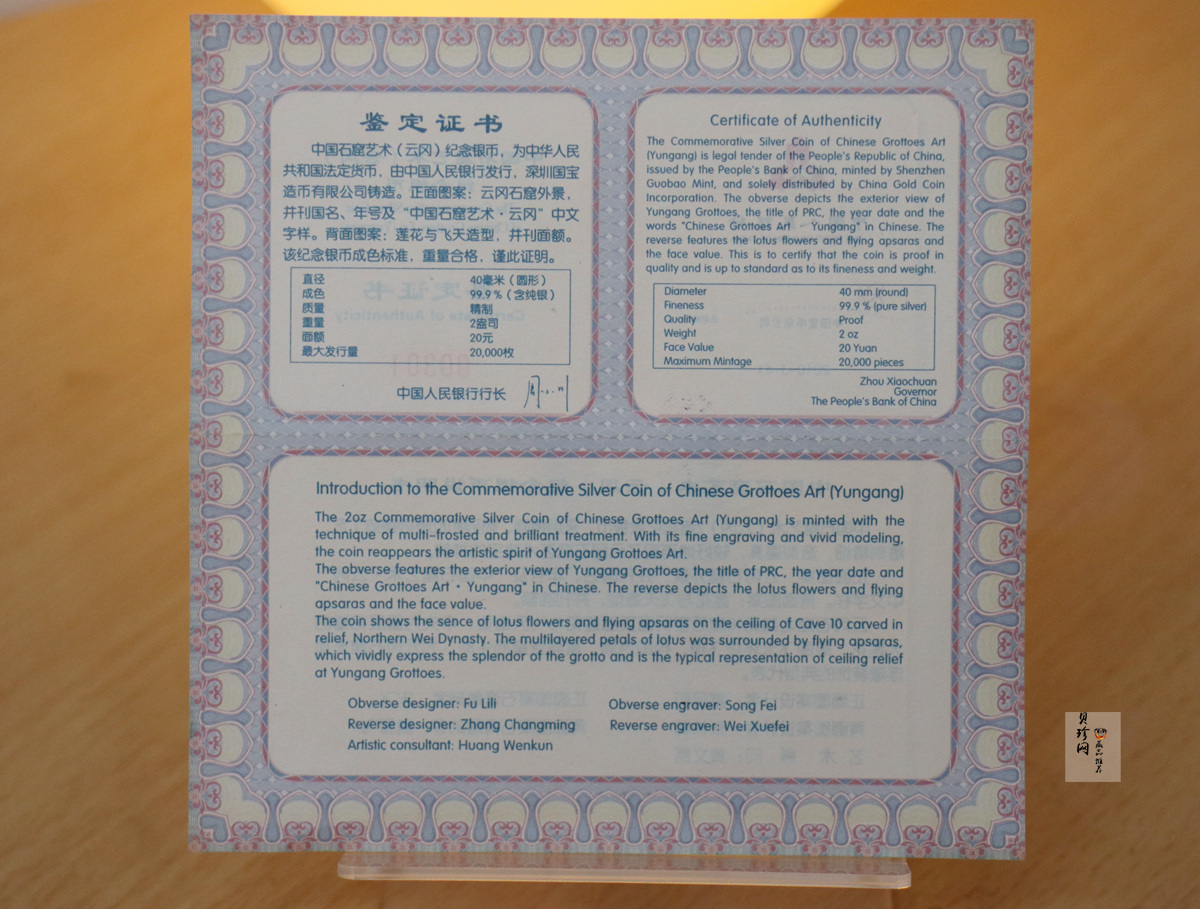 鉴定证书
中国石窟艺术（云冈）纪念银币，为中华人民
共和国法定货币，由中国人民银行发行，深圳国宝
造币有限公司铸造。正面图案：云冈石窟外景，
并刊国名、年号及“中国石窟艺术·云冈”中文
字样。背面图案：莲花与飞天造型，并刊面额。
该纪念银币成色标准，重量合格，谨此证明。
直径 40毫米（圆形）
成色 99.9％（含纯银）
质量 精制
重量 2盎司
面额 20元
最大发行量 20,000枚
中国人民银行行长
Certificate of Authenticity
The Commemorative Silver Coin of Chinese Grottoes Art
(Yungang) is legal tender of the People's Republic of China,
issued by the People's Bank of China, minted by Shenzhen
Guobao Mint, and solely distributed by China Gold Coin
Incorporation. The obverse depicts the exterior view of
Yungang Grottoes, the title of PRC, the year date and the
words "Chinese Grottoes Art · Yungang" in Chinese. The
reverse features the lotus flowers and flying apsaras and
the face value. This is to certify that the coin is proof in
quality and is up to standard as to its fineness and weight.
Diameter 40 mm (round)
Fineness 99.9 % (pure silver)
Quality Proof
Weight 2 oz
Face Value 20 Yuan
Maximum Mintage 20,000 pieces
Zhou Xiaochuan
Governor
The People's Bank of China
Introduction to the Commemorative Silver Coin of Chinese Grottoes Art (Yungang)
The 2oz Commemorative Silver Coin of Chinese Grottoes Art (Yungang) is minted with the
technique of multi-frosted and brilliant treatment. With its fine engraving and vivid modeling,
the coin reappears the artistic spirit of Yungang Grottoes Art.
The obverse features the exterior view of Yungang Grottoes, the title of PRC, the year date and
"Chinese Grottoes Art · Yungang" in Chinese. The reverse depicts the lotus flowers and flying
apsaras and the face value.
The coin shows the sence of lotus flowers and flying apsaras on the ceiling of Cave 10 carved in
relief, Northern Wei Dynasty. The multilayered petals of lotus was surrounded by flying apsaras,
which vividly express the splendor of the grotto and is the typical representation of ceiling relief
at Yungang Grottoes.
Obverse designer: Fu Lili Obverse engraver: Song Fei
Reverse designer: Zhang Changming Reverse engraver: Wei Xuefei
Artistic consultant: Huang Wenkun
贝珍网
藏品推荐